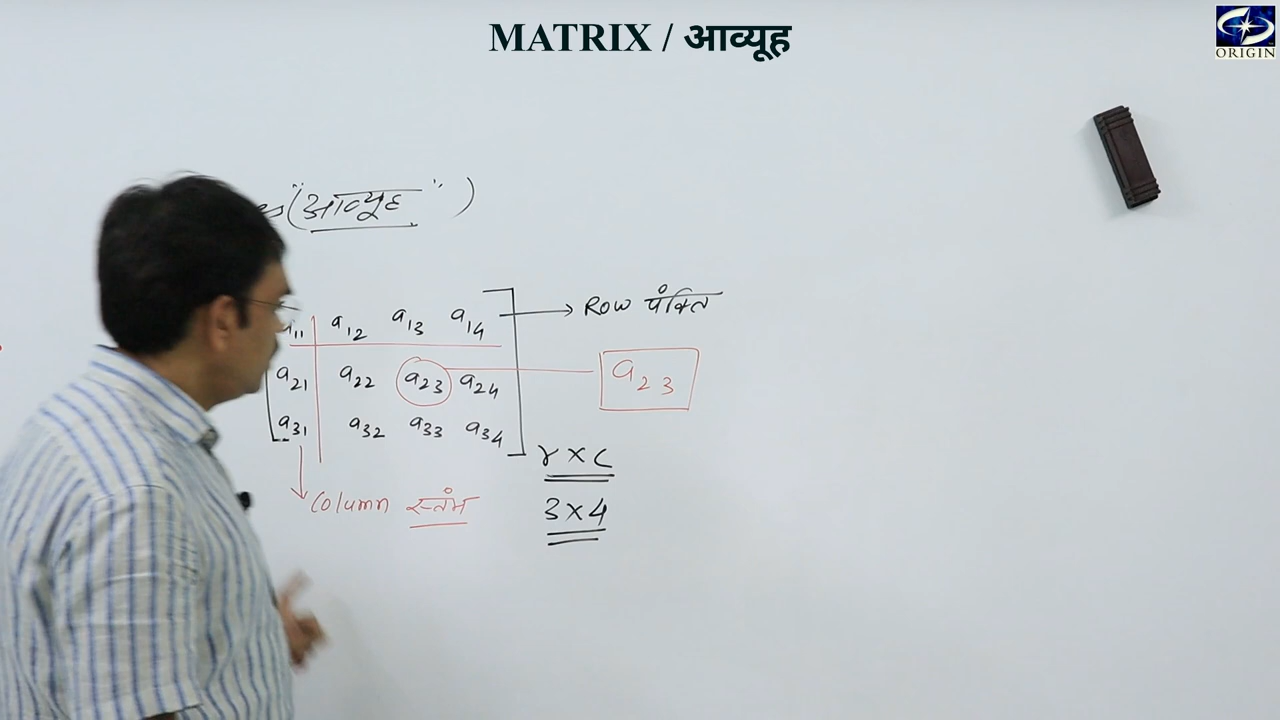 MATRIX / आव्यूह
ORIGIN
("आव्यूह")
a₁₁ a₁₂ a₁₃ a₁₄ → Row पंक्ति
a₂₁ a₂₂ a₂₃ a₂₄ a₂₃
a₃₁ a₃₂ a₃₃ a₃₄
r × c
column स्तंभ 3 × 4